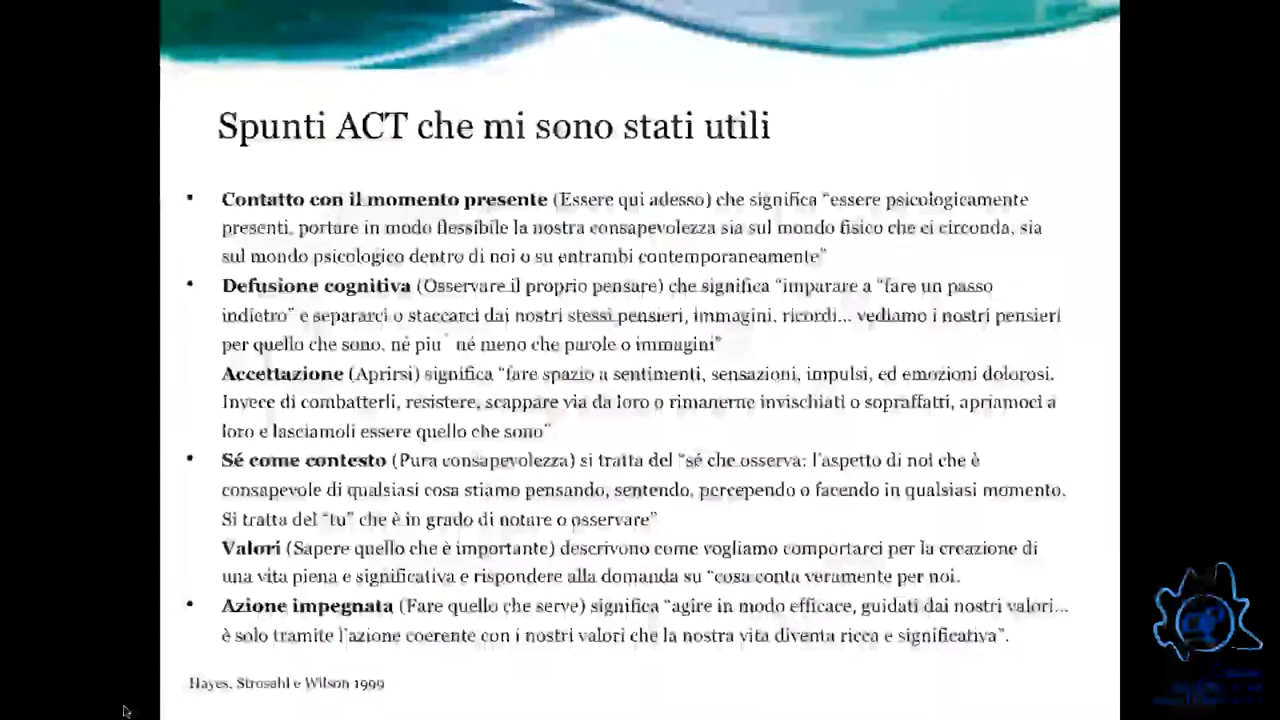 Spunti ACT che mi sono stati utili
• Contatto con il momento presente (Essere qui adesso) che significa “essere psicologicamente
presenti, portare in modo flessibile la nostra consapevolezza sia sul mondo fisico che ci circonda, sia
sul mondo psicologico dentro di noi o su entrambi contemporaneamente”
• Defusione cognitiva (Osservare il proprio pensare) che significa “imparare a “fare un passo
indietro” e separarci o staccarci dai nostri stessi pensieri, immagini, ricordi... vediamo i nostri pensieri
per quello che sono, né piu` né meno che parole o immagini”
Accettazione (Aprirsi) significa “fare spazio a sentimenti, sensazioni, impulsi, ed emozioni dolorosi.
Invece di combatterli, resistere, scappare via da loro o rimanerne invischiati o sopraffatti, apriamoci a
loro e lasciamoli essere quello che sono”
• Sé come contesto (Pura consapevolezza) si tratta del “sé che osserva: l’aspetto di noi che è
consapevole di qualsiasi cosa stiamo pensando, sentendo, percependo o facendo in qualsiasi momento.
Si tratta del “tu” che è in grado di notare o osservare”
Valori (Sapere quello che è importante) descrivono come vogliamo comportarci per la creazione di
una vita piena e significativa e rispondere alla domanda su “cosa conta veramente per noi.
• Azione impegnata (Fare quello che serve) significa “agire in modo efficace, guidati dai nostri valori...
è solo tramite l’azione coerente con i nostri valori che la nostra vita diventa ricca e significativa”.
Hayes, Strosahl e Wilson 1999